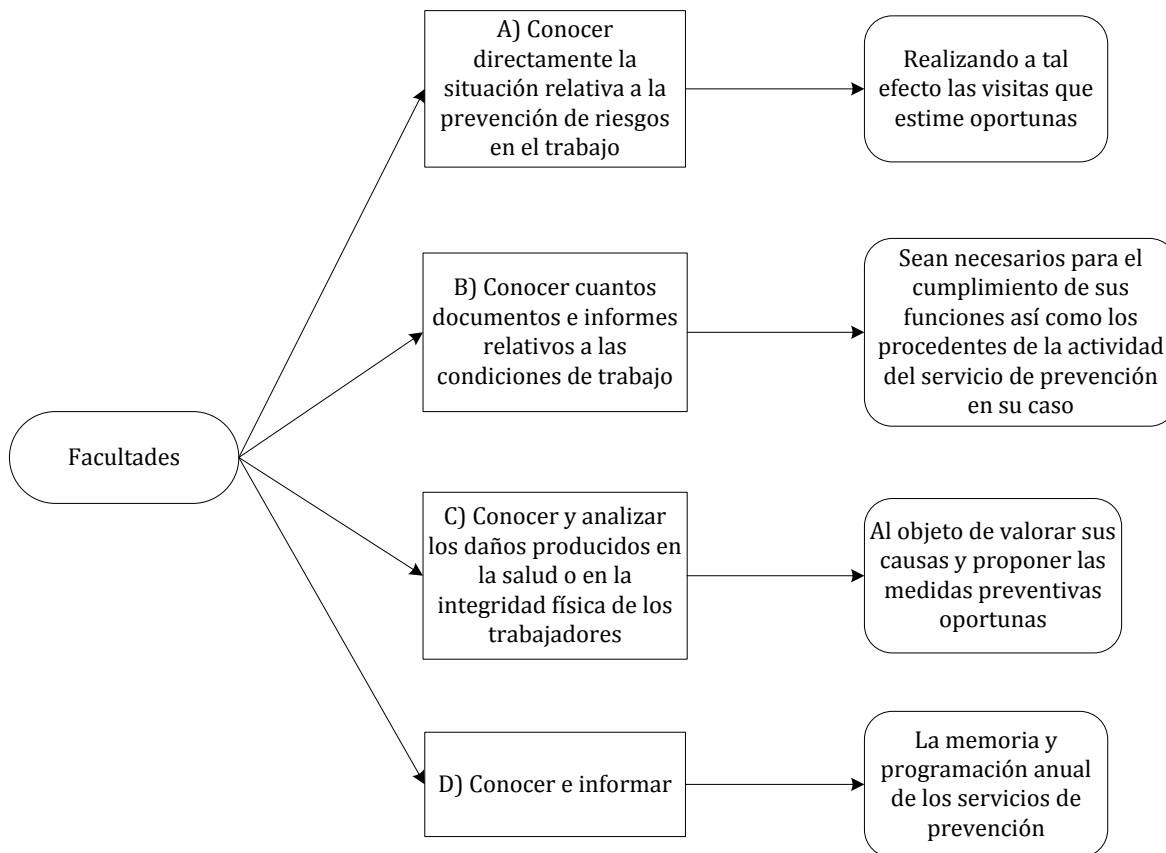 Facultades
A) Conocer
directamente la
situación relativa a la
prevención de riesgos
en el trabajo
Realizando a tal
efecto las visitas que
estime oportunas
B) Conocer cuantos
documentos e informes
relativos a las
condiciones de trabajo
Sean necesarios para el
cumplimiento de sus
funciones así como los
procedentes de la actividad
del servicio de prevención
en su caso
C) Conocer y analizar
los daños producidos en
la salud o en la
integridad física de los
trabajadores
Al objeto de valorar sus
causas y proponer las
medidas preventivas
oportunas
D) Conocer e informar
La memoria y
programación anual
de los servicios de
prevención